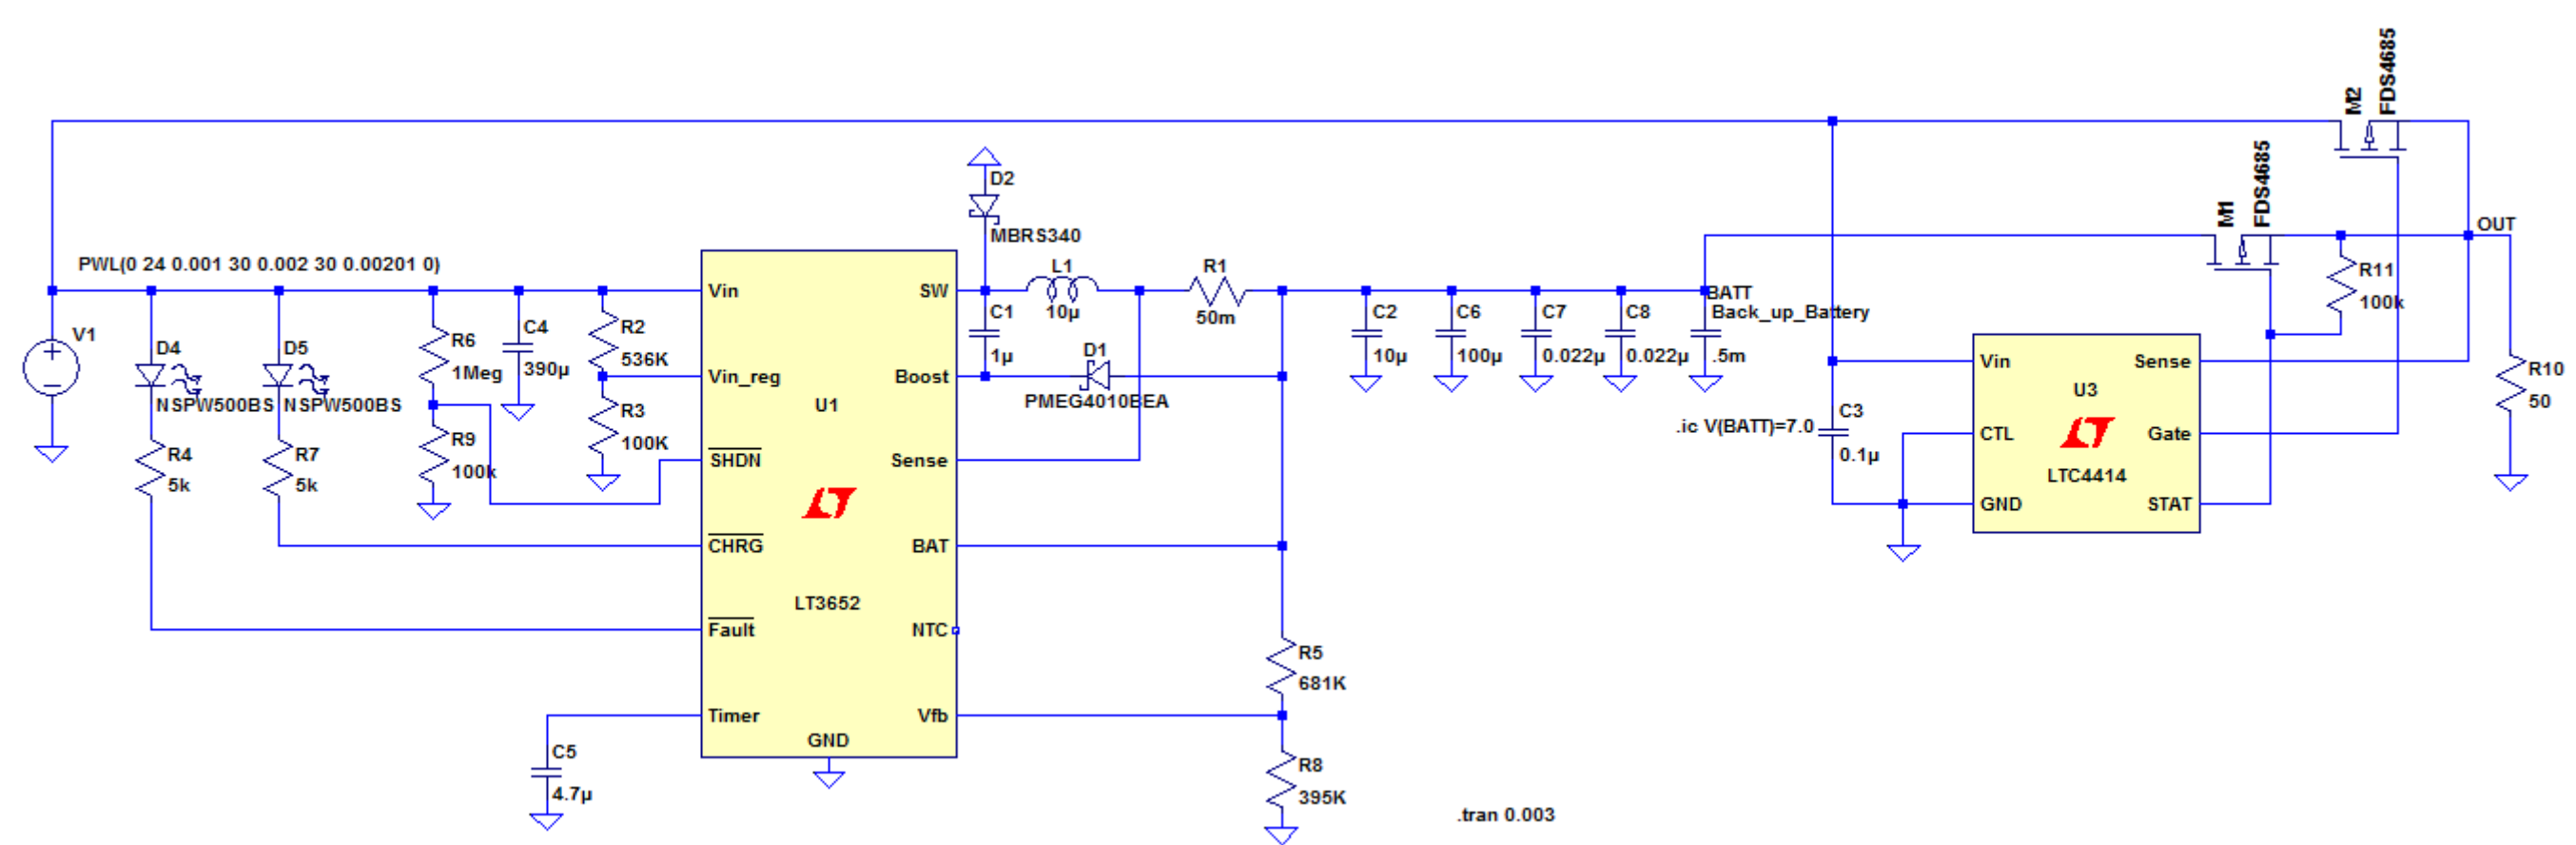 M2
FDS4685
M1
FDS4685
OUT
R11
100k
R10
50
PWL(0 24 0.001 30 0.002 30 0.00201 0)
V1
D4
NSPW500BS
R4
5k
D5
NSPW500BS
R7
5k
R6
1Meg
R9
100k
C4
390µ
R2
536K
R3
100K
Vin
Vin_reg
SHDN
CHRG
Fault
Timer
U1
LT3652
GND
SW
Boost
Sense
BAT
NTC
Vfb
C5
4.7µ
D2
MBRS340
C1
1µ
L1
10µ
D1
PMEG4010BEA
R1
50m
R5
681K
R8
395K
C2
10µ
C6
100µ
C7
0.022µ
C8
0.022µ
BATT
Back_up_Battery
.5m
.ic V(BATT)=7.0
C3
0.1µ
Vin
CTL
GND
U3
LTC4414
Sense
Gate
STAT
.tran 0.003